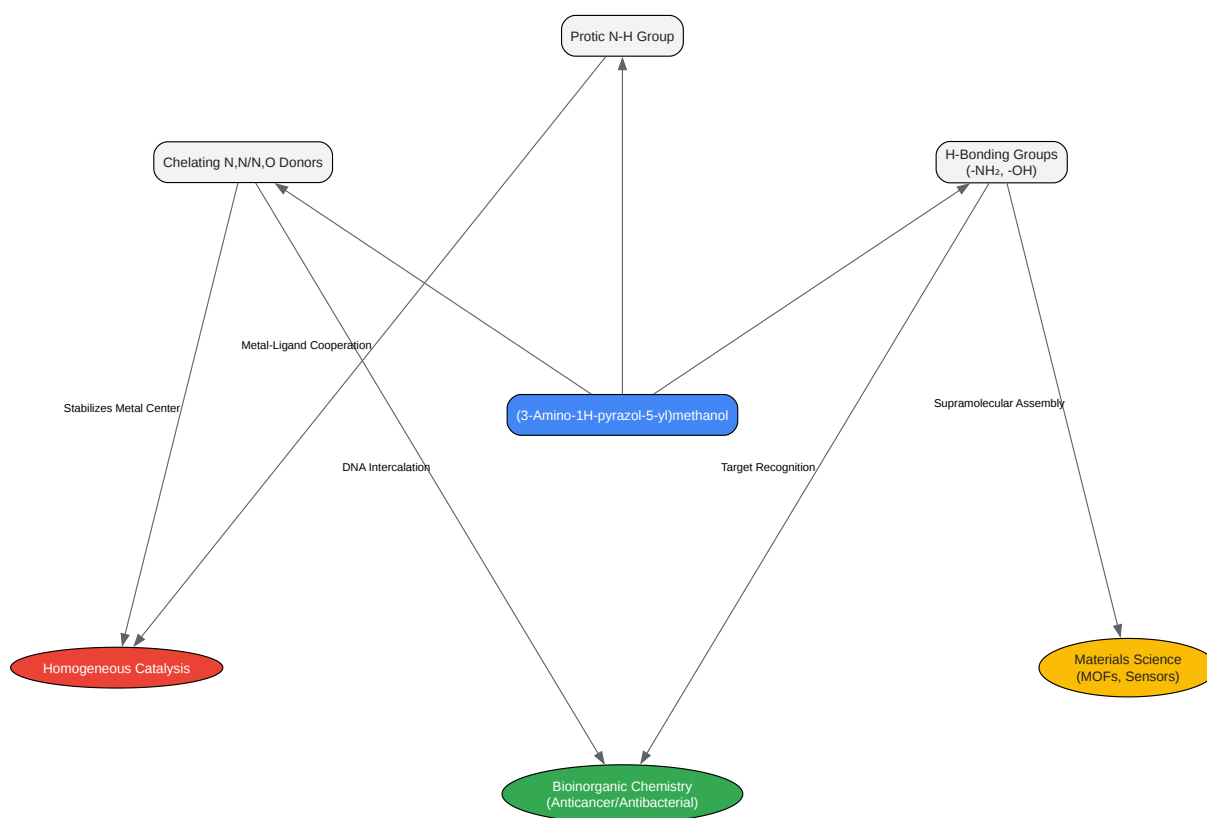 Protic N-H Group
Chelating N,N/N,O Donors
H-Bonding Groups
(-NH₂, -OH)
Metal-Ligand Cooperation
Stabilizes Metal Center
(3-Amino-1H-pyrazol-5-yl)methanol
Supramolecular Assembly
DNA Intercalation
Target Recognition
Homogeneous Catalysis
Materials Science
(MOFs, Sensors)
Bioinorganic Chemistry
(Anticancer/Antibacterial)